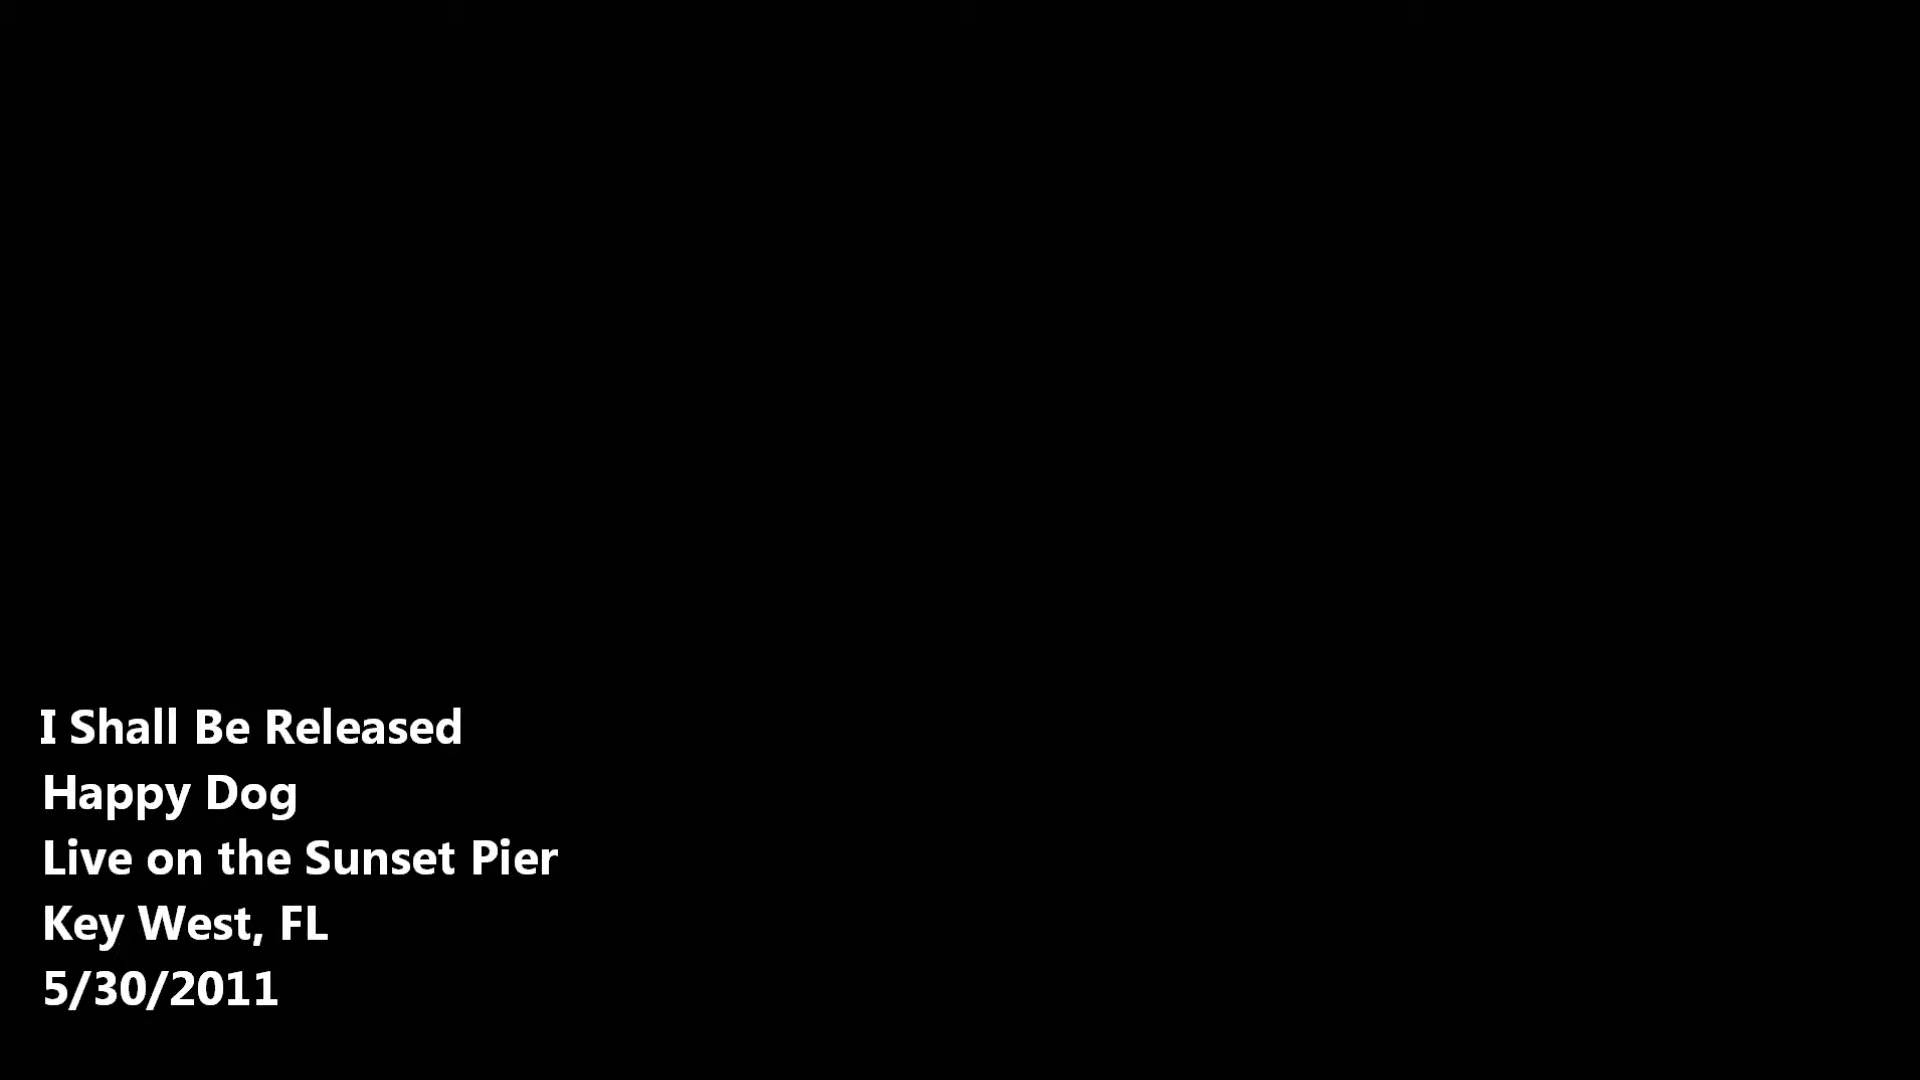 I Shall Be Released
Happy Dog
Live on the Sunset Pier
Key West, FL
5/30/2011